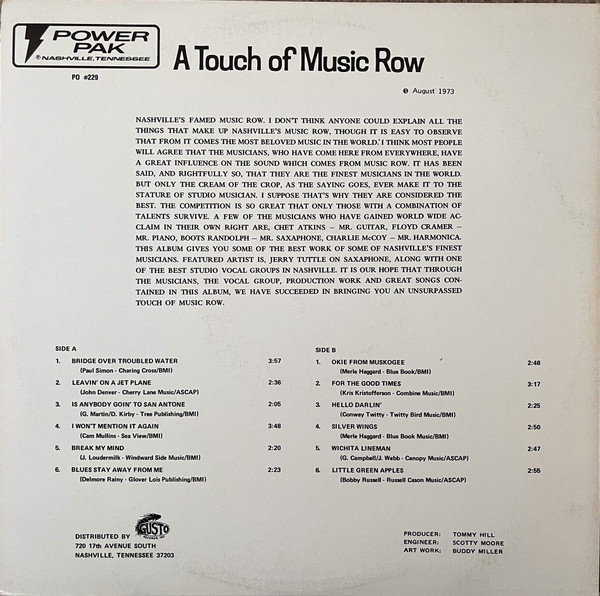 POWER
PAK
℗ NASHVILLE, TENNESSEE
PO #229
A Touch of Music Row
℗ August 1973
NASHVILLE'S FAMED MUSIC ROW. I DON'T THINK ANYONE COULD EXPLAIN ALL THE
THINGS THAT MAKE UP NASHVILLE'S MUSIC ROW, THOUGH IT IS EASY TO OBSERVE
THAT FROM IT COMES THE MOST BELOVED MUSIC IN THE WORLD. I THINK MOST PEOPLE
WILL AGREE THAT THE MUSICIANS, WHO HAVE COME HERE FROM EVERYWHERE, HAVE
A GREAT INFLUENCE ON THE SOUND WHICH COMES FROM MUSIC ROW. IT HAS BEEN
SAID, AND RIGHTFULLY SO, THAT THEY ARE THE FINEST MUSICIANS IN THE WORLD.
BUT ONLY THE CREAM OF THE CROP, AS THE SAYING GOES, EVER MAKE IT TO THE
STATURE OF STUDIO MUSICIAN. I SUPPOSE THAT'S WHY THEY ARE CONSIDERED THE
BEST. THE COMPETITION IS SO GREAT THAT ONLY THOSE WITH A COMBINATION OF
TALENTS SURVIVE. A FEW OF THE MUSICIANS WHO HAVE GAINED WORLD WIDE AC-
CLAIM IN THEIR OWN RIGHT ARE, CHET ATKINS — MR. GUITAR, FLOYD CRAMER —
MR. PIANO, BOOTS RANDOLPH — MR. SAXAPHONE, CHARLIE McCOY — MR. HARMONICA.
THIS ALBUM GIVES YOU SOME OF THE BEST WORK OF SOME OF NASHVILLE'S FINEST
MUSICIANS. FEATURED ARTIST IS, JERRY TUTTLE ON SAXAPHONE, ALONG WITH ONE
OF THE BEST STUDIO VOCAL GROUPS IN NASHVILLE. IT IS OUR HOPE THAT THROUGH
THE MUSICIANS, THE VOCAL GROUP, PRODUCTION WORK AND GREAT SONGS CON-
TAINED IN THIS ALBUM, WE HAVE SUCCEEDED IN BRINGING YOU AN UNSURPASSED
TOUCH OF MUSIC ROW.
SIDE A
1. BRIDGE OVER TROUBLED WATER 3:57
(Paul Simon - Charing Cross/BMI)
2. LEAVIN' ON A JET PLANE 2:36
(John Denver - Cherry Lane Music/ASCAP)
3. IS ANYBODY GOIN' TO SAN ANTONE 2:05
(G. Martin/D. Kirby - Tree Publishing/BMI)
4. I WON'T MENTION IT AGAIN 3:48
(Cam Mullins - Sea View/BMI)
5. BREAK MY MIND 2:20
(J. Loudermilk - Windward Side Music/BMI)
6. BLUES STAY AWAY FROM ME 2:23
(Delmore Rainy - Glover Lois Publishing/BMI)
SIDE B
1. OKIE FROM MUSKOGEE 2:48
(Merle Haggard - Blue Book/BMI)
2. FOR THE GOOD TIMES 3:17
(Kris Kristofferson - Combine Music/BMI)
3. HELLO DARLIN' 2:25
(Conway Twitty - Twitty Bird Music/BMI)
4. SILVER WINGS 2:50
(Merle Haggard - Blue Book Music/BMI)
5. WICHITA LINEMAN 2:47
(G. Campbell/J. Webb - Canopy Music/ASCAP)
6. LITTLE GREEN APPLES 2:55
(Bobby Russell - Russell Cason Music/ASCAP)
DISTRIBUTED BY
GUSTO
720 17th AVENUE SOUTH
NASHVILLE, TENNESSEE 37203
PRODUCER: TOMMY HILL
ENGINEER: SCOTTY MOORE
ART WORK: BUDDY MILLER